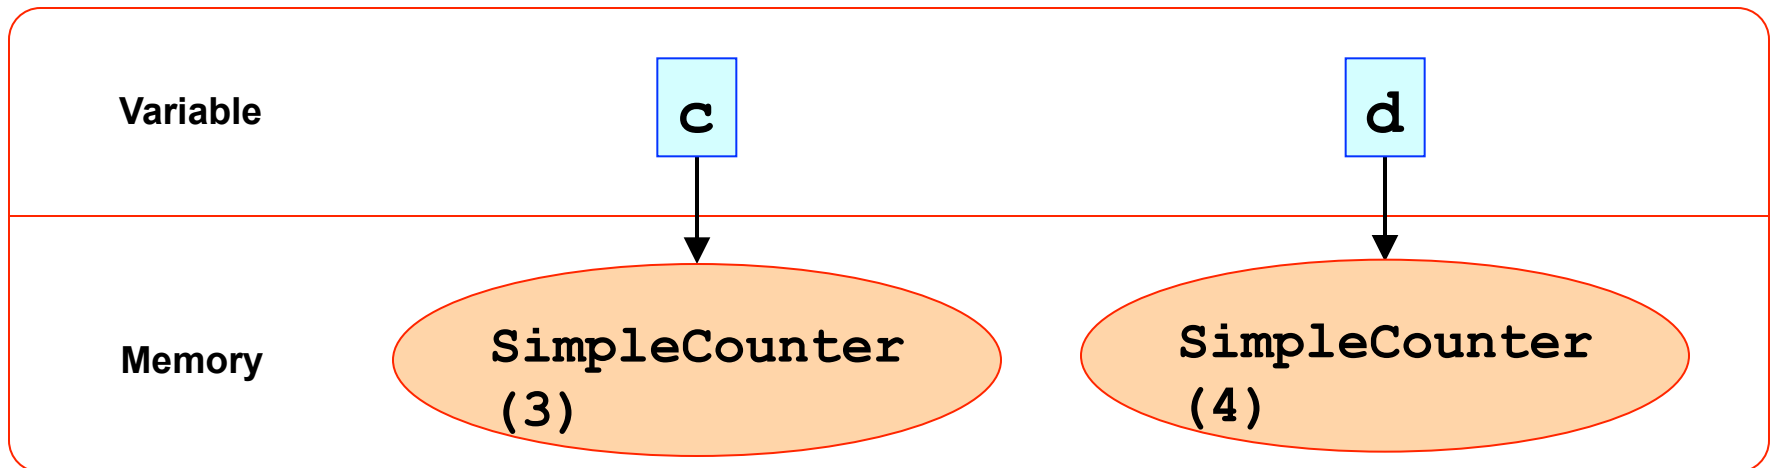 Variable
c
d
Memory
SimpleCounter
(3)
SimpleCounter
(4)